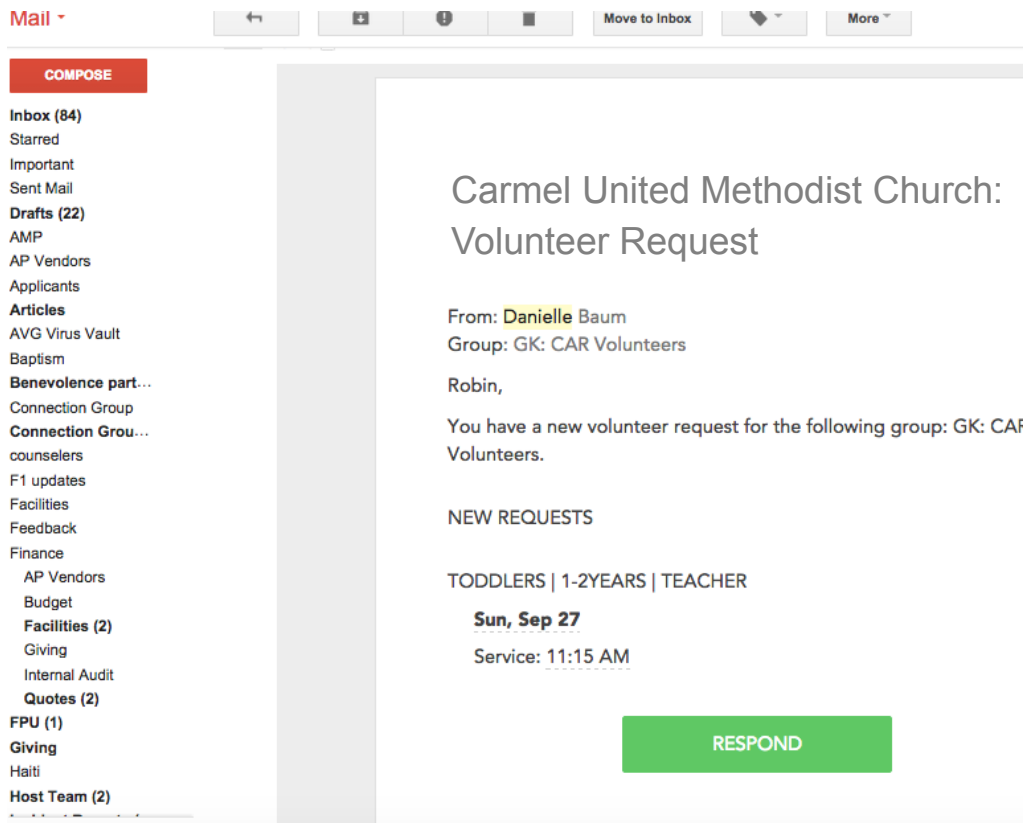 Mail
Move to Inbox
More
COMPOSE
Inbox (84)
Starred
Important
Sent Mail
Drafts (22)
AMP
AP Vendors
Applicants
Articles
AVG Virus Vault
Baptism
Benevolence part...
Connection Group
Connection Grou...
counselers
F1 updates
Facilities
Feedback
Finance
AP Vendors
Budget
Facilities (2)
Giving
Internal Audit
Quotes (2)
FPU (1)
Giving
Haiti
Host Team (2)
Carmel United Methodist Church:
Volunteer Request
From: Danielle Baum
Group: GK: CAR Volunteers
Robin,
You have a new volunteer request for the following group: GK: CAR
Volunteers.
NEW REQUESTS
TODDLERS | 1-2YEARS | TEACHER
Sun, Sep 27
Service: 11:15 AM
RESPOND